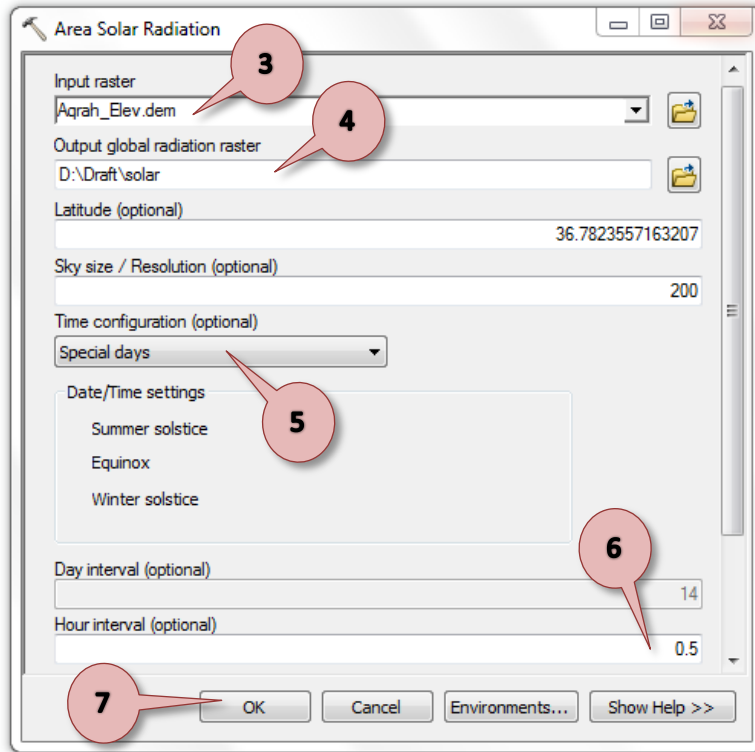 Area Solar Radiation
3
Input raster
Aqrah_Elev.dem
4
Output global radiation raster
D:\Draft\solar
Latitude (optional)
36.7823557163207
Sky size / Resolution (optional)
200
Time configuration (optional)
Special days
Date/Time settings
5
Summer solstice
Equinox
Winter solstice
6
Day interval (optional)
14
Hour interval (optional)
0.5
7
OK Cancel Environments... Show Help >>